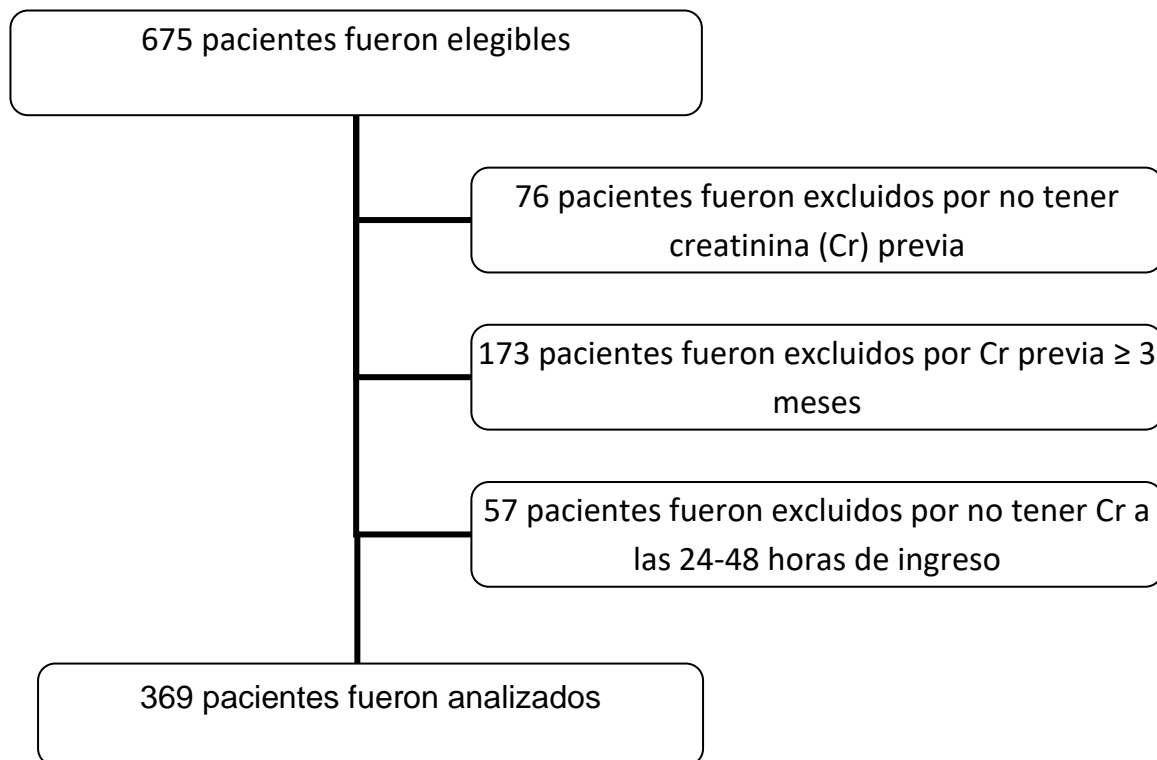 675 pacientes fueron elegibles
76 pacientes fueron excluidos por no tener
creatinina (Cr) previa
173 pacientes fueron excluidos por Cr previa ≥ 3
meses
57 pacientes fueron excluidos por no tener Cr a
las 24-48 horas de ingreso
369 pacientes fueron analizados